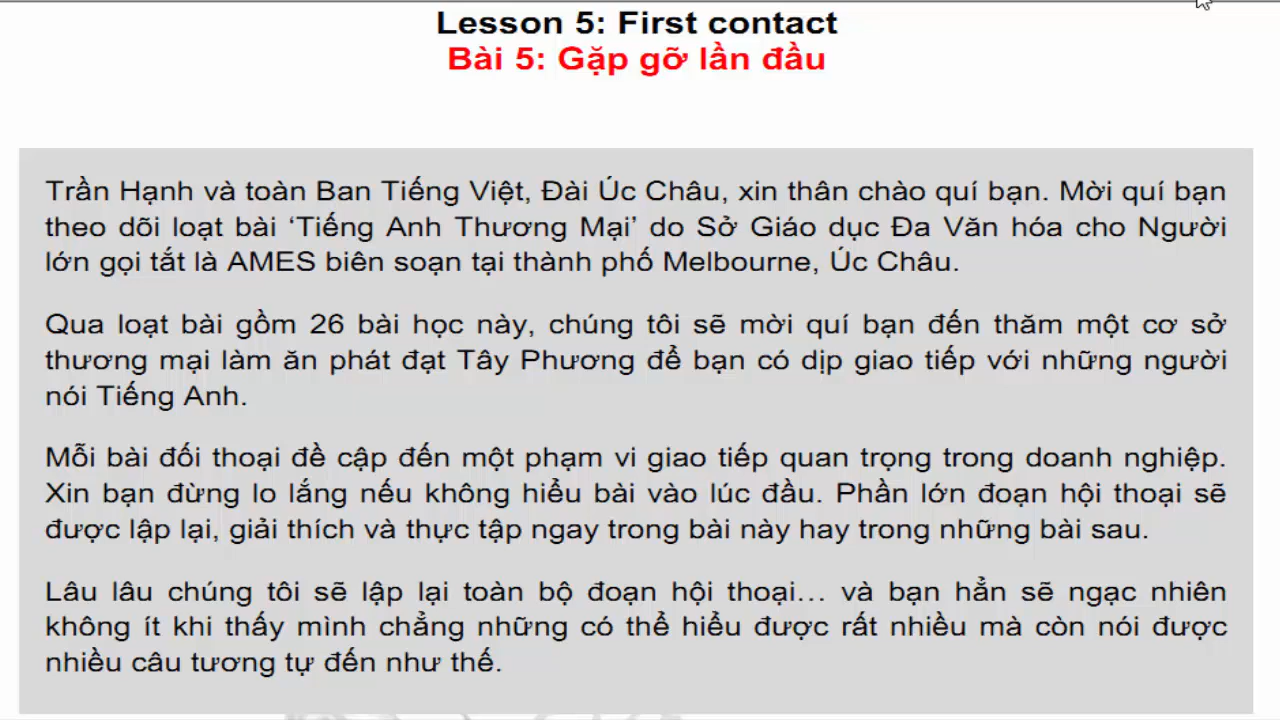 Lesson 5: First contact
Bài 5: Gặp gỡ lần đầu
Trần Hạnh và toàn Ban Tiếng Việt, Đài Úc Châu, xin thân chào quí bạn. Mời quí bạn
theo dõi loạt bài ‘Tiếng Anh Thương Mại’ do Sở Giáo dục Đa Văn hóa cho Người
lớn gọi tắt là AMES biên soạn tại thành phố Melbourne, Úc Châu.
Qua loạt bài gồm 26 bài học này, chúng tôi sẽ mời quí bạn đến thăm một cơ sở
thương mại làm ăn phát đạt Tây Phương để bạn có dịp giao tiếp với những người
nói Tiếng Anh.
Mỗi bài đối thoại đề cập đến một phạm vi giao tiếp quan trọng trong doanh nghiệp.
Xin bạn đừng lo lắng nếu không hiểu bài vào lúc đầu. Phần lớn đoạn hội thoại sẽ
được lập lại, giải thích và thực tập ngay trong bài này hay trong những bài sau.
Lâu lâu chúng tôi sẽ lập lại toàn bộ đoạn hội thoại… và bạn hẳn sẽ ngạc nhiên
không ít khi thấy mình chẳng những có thể hiểu được rất nhiều mà còn nói được
nhiều câu tương tự đến như thế.